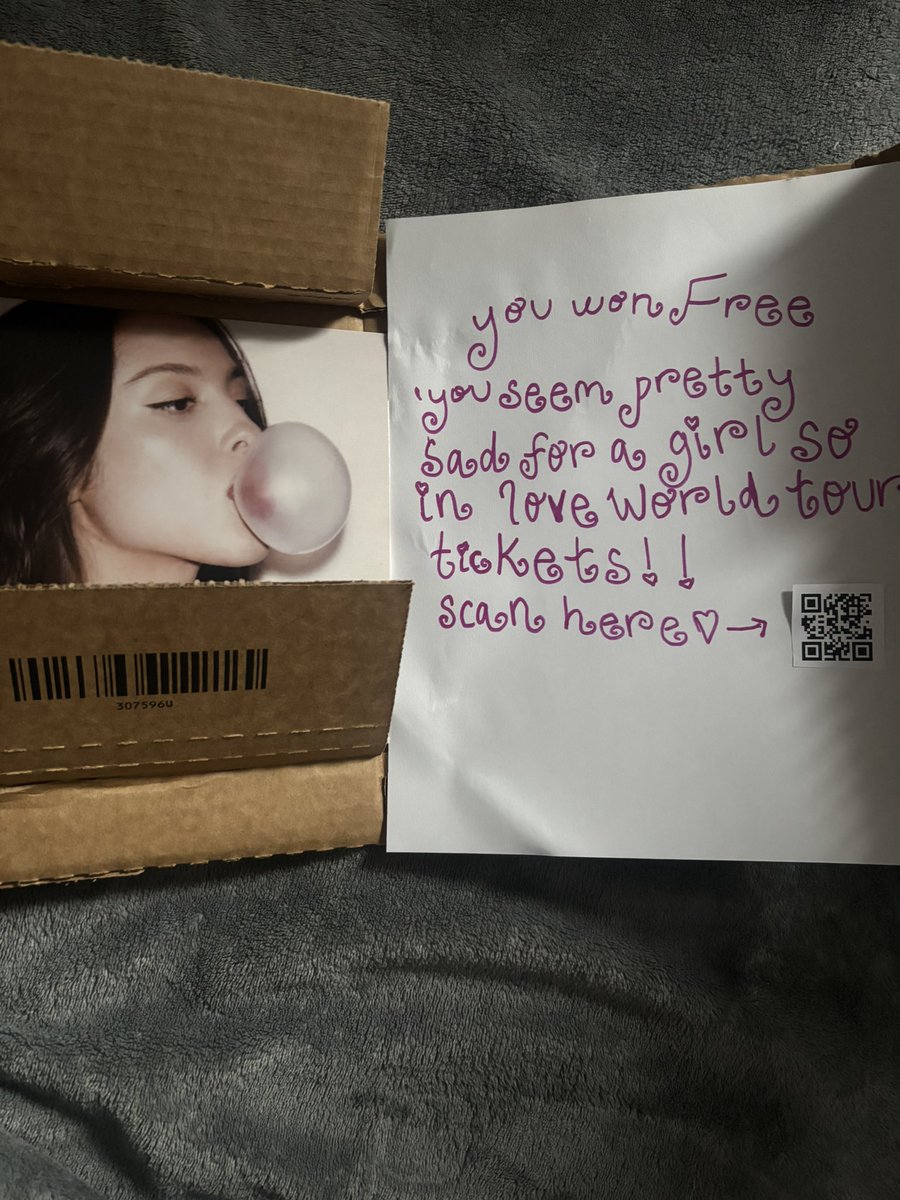 you won Free
'you seem pretty
sad for a girl so
in love world tour
tickets!!
scan here♡→
307596U